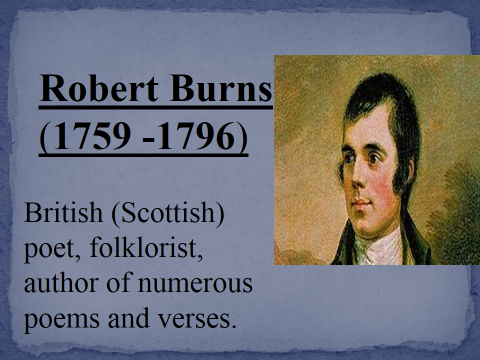 Robert Burns
(1759 -1796)
British (Scottish)
poet, folklorist,
author of numerous
poems and verses.